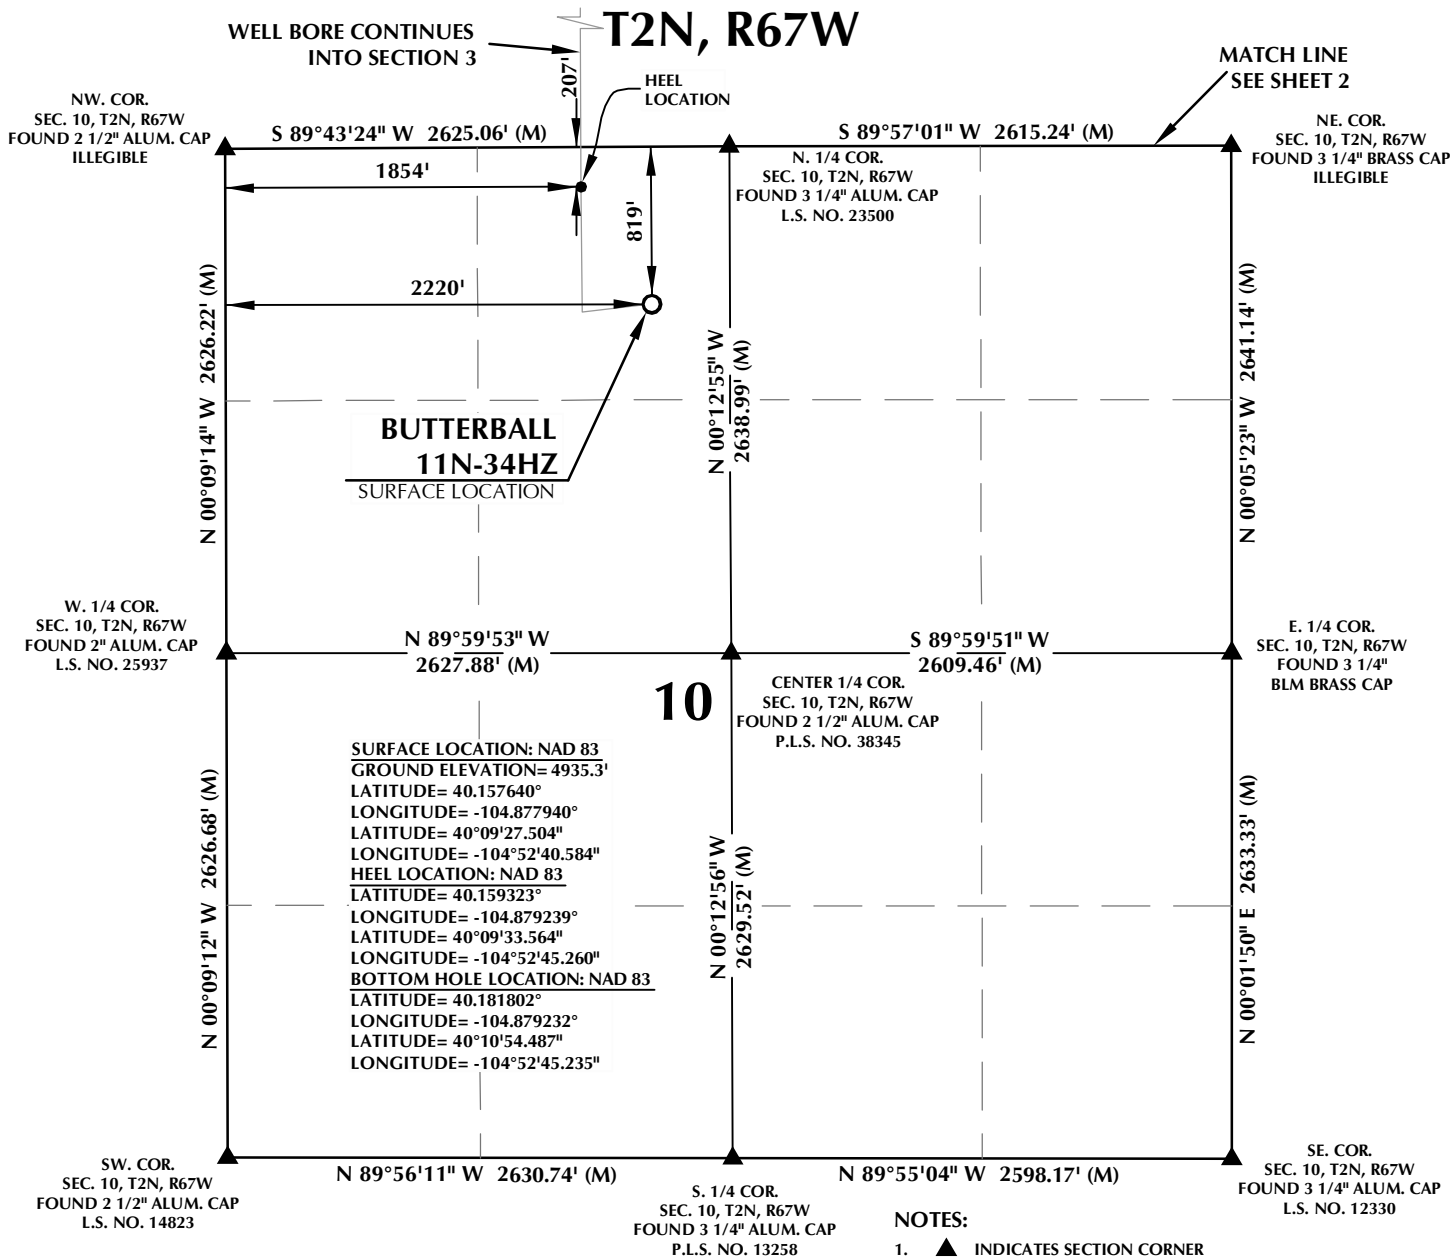 T2N, R67W
WELL BORE CONTINUES
INTO SECTION 3
207'
HEEL
LOCATION
MATCH LINE
SEE SHEET 2
NW. COR.
SEC. 10, T2N, R67W
FOUND 2 1/2" ALUM. CAP
ILLEGIBLE
S 89°43'24" W 2625.06' (M)
S 89°57'01" W 2615.24' (M)
NE. COR.
SEC. 10, T2N, R67W
FOUND 3 1/4" BRASS CAP
ILLEGIBLE
N. 1/4 COR.
SEC. 10, T2N, R67W
FOUND 3 1/4" ALUM. CAP
L.S. NO. 23500
1854'
819'
2220'
N 00°09'14" W 2626.22' (M)
N 00°12'55" W
2638.99' (M)
N 00°05'23" W 2641.14' (M)
BUTTERBALL
11N-34HZ
SURFACE LOCATION
W. 1/4 COR.
SEC. 10, T2N, R67W
FOUND 2" ALUM. CAP
L.S. NO. 25937
N 89°59'53" W
2627.88' (M)
S 89°59'51" W
2609.46' (M)
E. 1/4 COR.
SEC. 10, T2N, R67W
FOUND 3 1/4"
BLM BRASS CAP
10
CENTER 1/4 COR.
SEC. 10, T2N, R67W
FOUND 2 1/2" ALUM. CAP
P.L.S. NO. 38345
SURFACE LOCATION: NAD 83
GROUND ELEVATION= 4935.3'
LATITUDE= 40.157640°
LONGITUDE= -104.877940°
LATITUDE= 40°09'27.504"
LONGITUDE= -104°52'40.584"
HEEL LOCATION: NAD 83
LATITUDE= 40.159323°
LONGITUDE= -104.879239°
LATITUDE= 40°09'33.564"
LONGITUDE= -104°52'45.260"
BOTTOM HOLE LOCATION: NAD 83
LATITUDE= 40.181802°
LONGITUDE= -104.879232°
LATITUDE= 40°10'54.487"
LONGITUDE= -104°52'45.235"
N 00°09'12" W 2626.68' (M)
N 00°12'56" W
2629.52' (M)
N 00°01'50" E 2633.33' (M)
SW. COR.
SEC. 10, T2N, R67W
FOUND 2 1/2" ALUM. CAP
L.S. NO. 14823
N 89°56'11" W 2630.74' (M)
N 89°55'04" W 2598.17' (M)
SE. COR.
SEC. 10, T2N, R67W
FOUND 3 1/4" ALUM. CAP
L.S. NO. 12330
S. 1/4 COR.
SEC. 10, T2N, R67W
FOUND 3 1/4" ALUM. CAP
P.L.S. NO. 13258
NOTES:
1. ▲ INDICATES SECTION CORNER